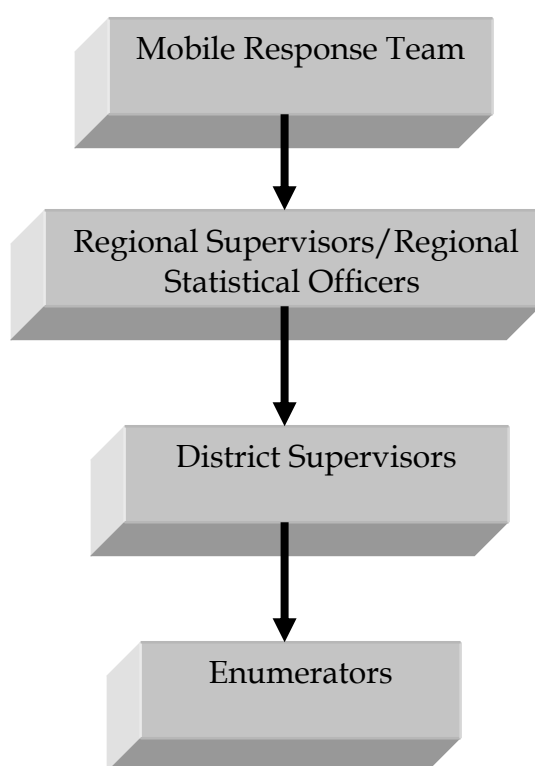 Mobile Response Team
Regional Supervisors/Regional
Statistical Officers
District Supervisors
Enumerators